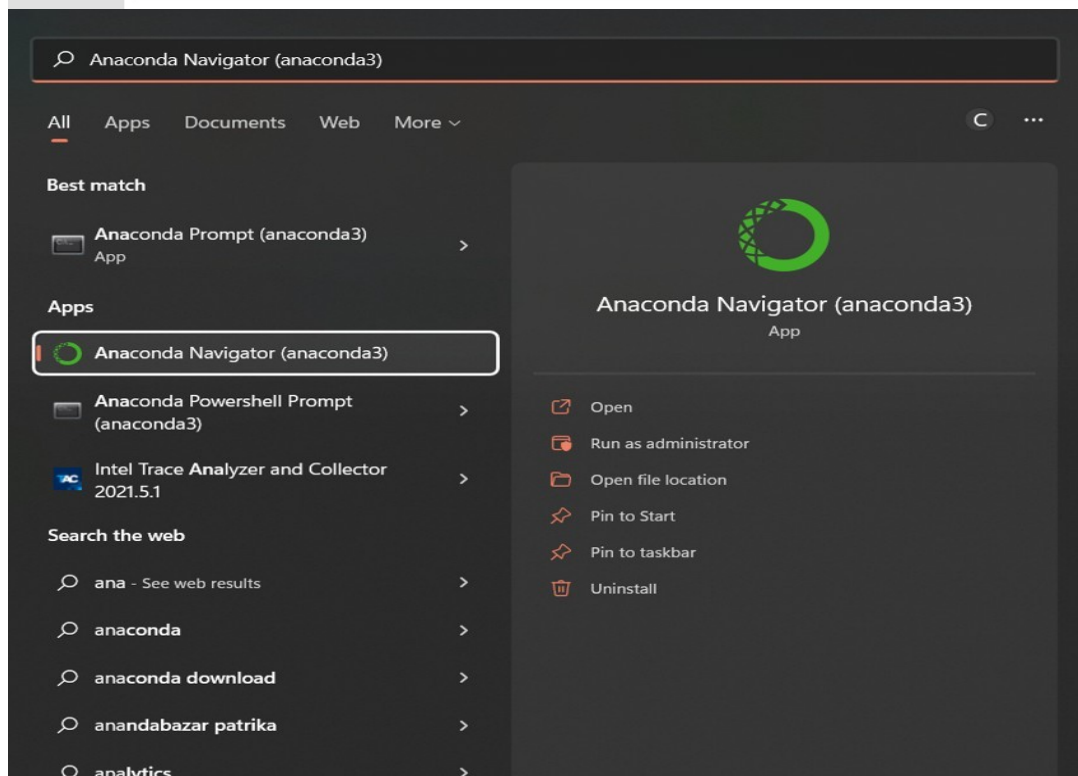 Anaconda Navigator (anaconda3)
All Apps Documents Web More
C ...
Best match
Anaconda Prompt (anaconda3)
App
Apps
Anaconda Navigator (anaconda3)
Anaconda Powershell Prompt
(anaconda3)
TAC
Intel Trace Analyzer and Collector
2021.5.1
Search the web
ana - See web results
anaconda
anaconda download
anandabazar patrika
analytics
Anaconda Navigator (anaconda3)
App
Open
Run as administrator
Open file location
Pin to Start
Pin to taskbar
Uninstall